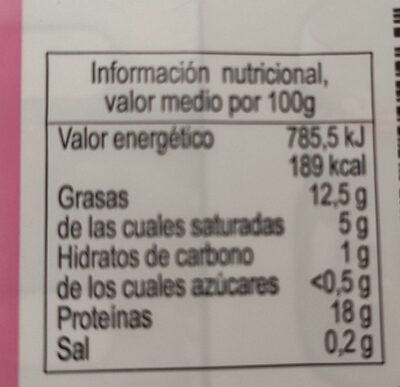 Información nutricional,
valor medio por 100g
Valor energético 785,5 kJ
189 kcal
Grasas 12,5 g
de las cuales saturadas 5 g
Hidratos de carbono 1 g
de los cuales azúcares <0,5 g
Proteinas 18 g
Sal 0,2 g